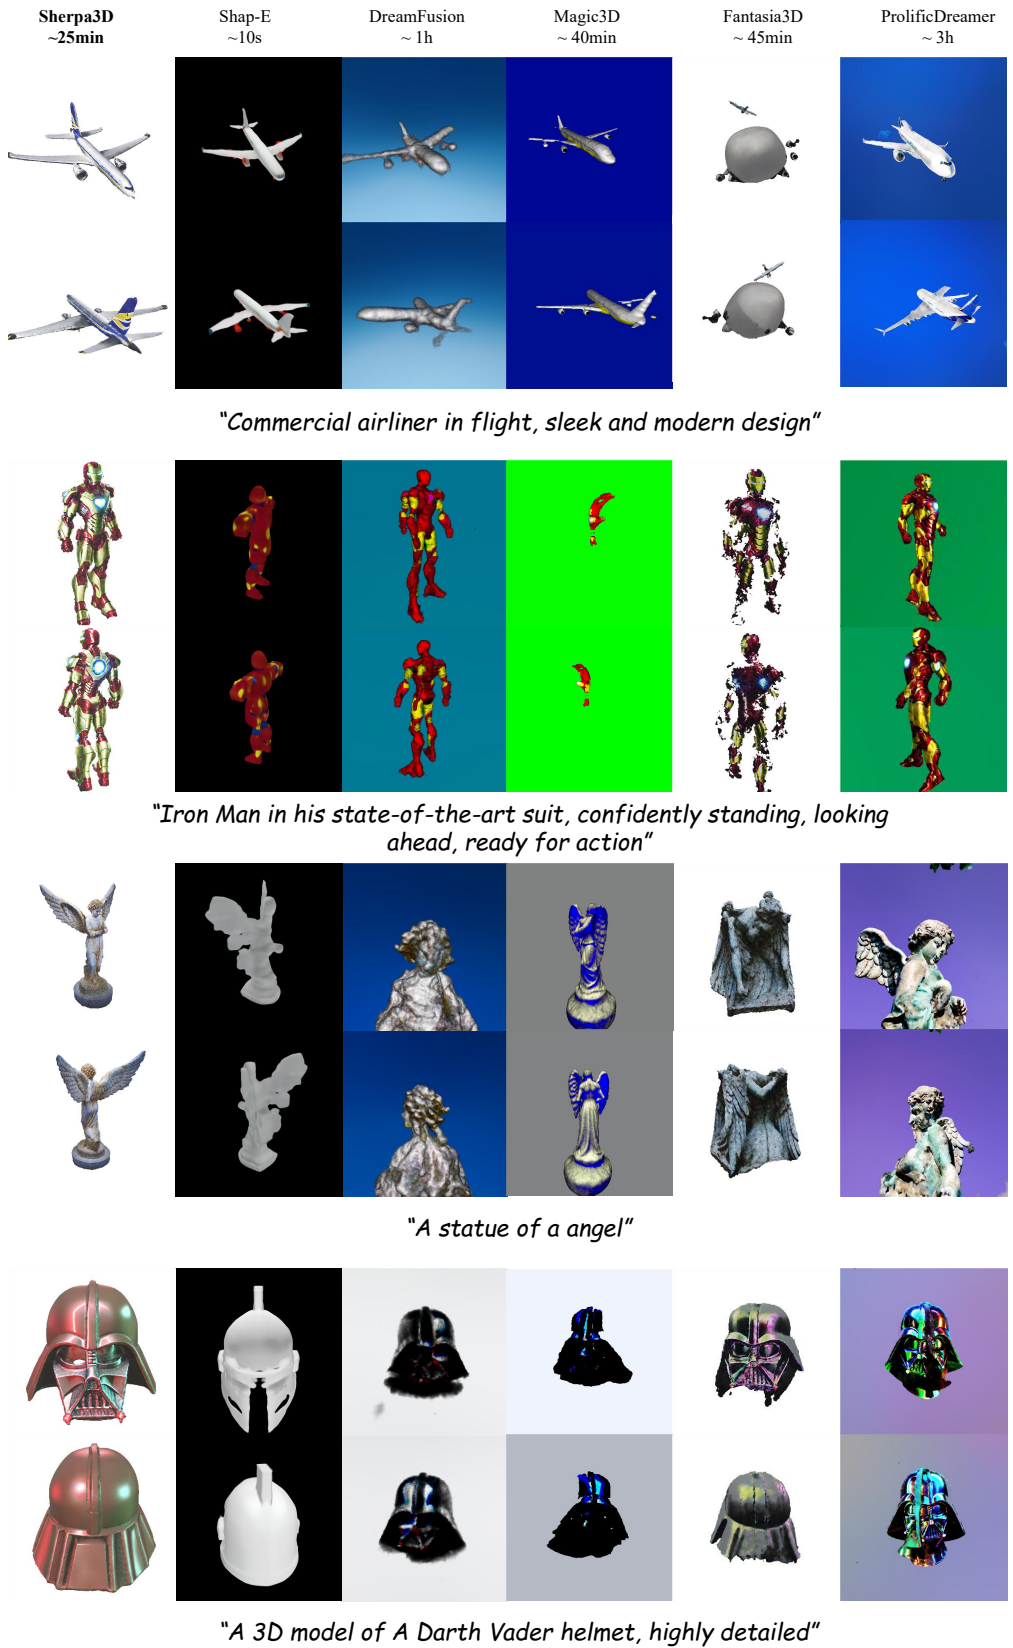 Sherpa3D Shap-E DreamFusion Magic3D Fantasia3D ProlificDreamer
~25min ~10s ~ 1h ~ 40min ~ 45min ~ 3h
“Commercial airliner in flight, sleek and modern design”
“Iron Man in his state-of-the-art suit, confidently standing, looking
ahead, ready for action”
“A statue of a angel”
“A 3D model of A Darth Vader helmet, highly detailed”